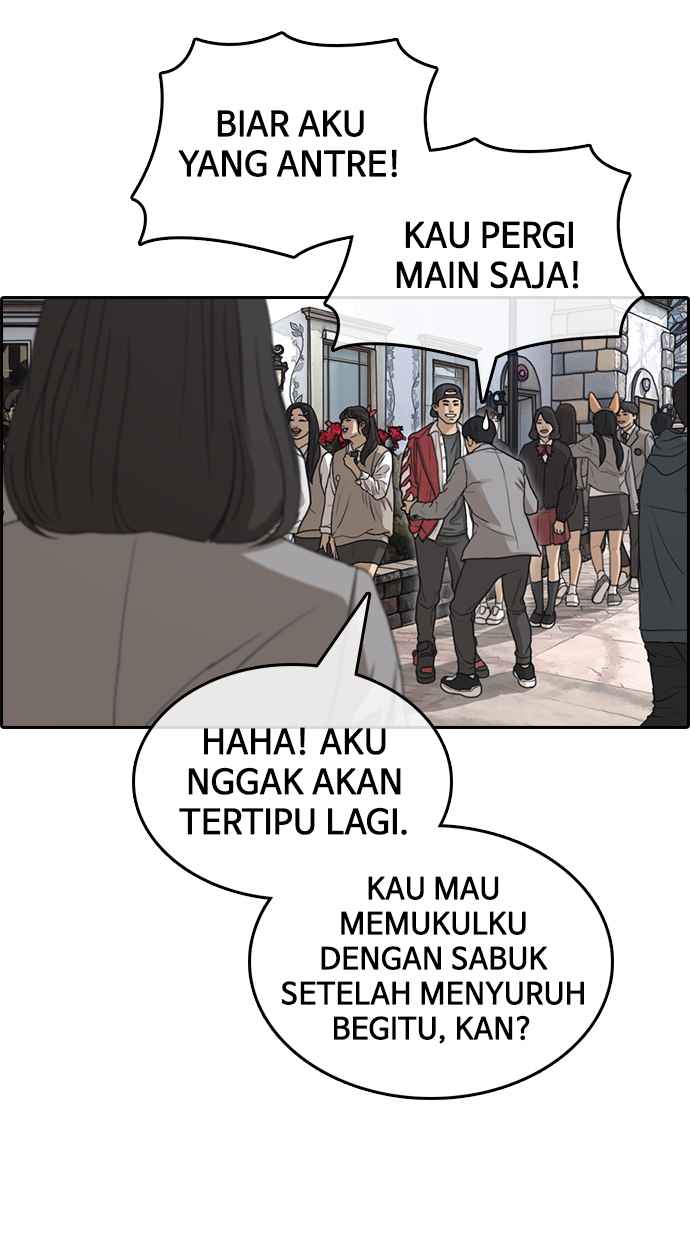 BIAR AKU
YANG ANTRE!
KAU PERGI
MAIN SAJA!
HAHA! AKU
NGGAK AKAN
TERTIPU LAGI.
KAU MAU
MEMUKULKU
DENGAN SABUK
SETELAH MENYURUH
BEGITU, KAN?